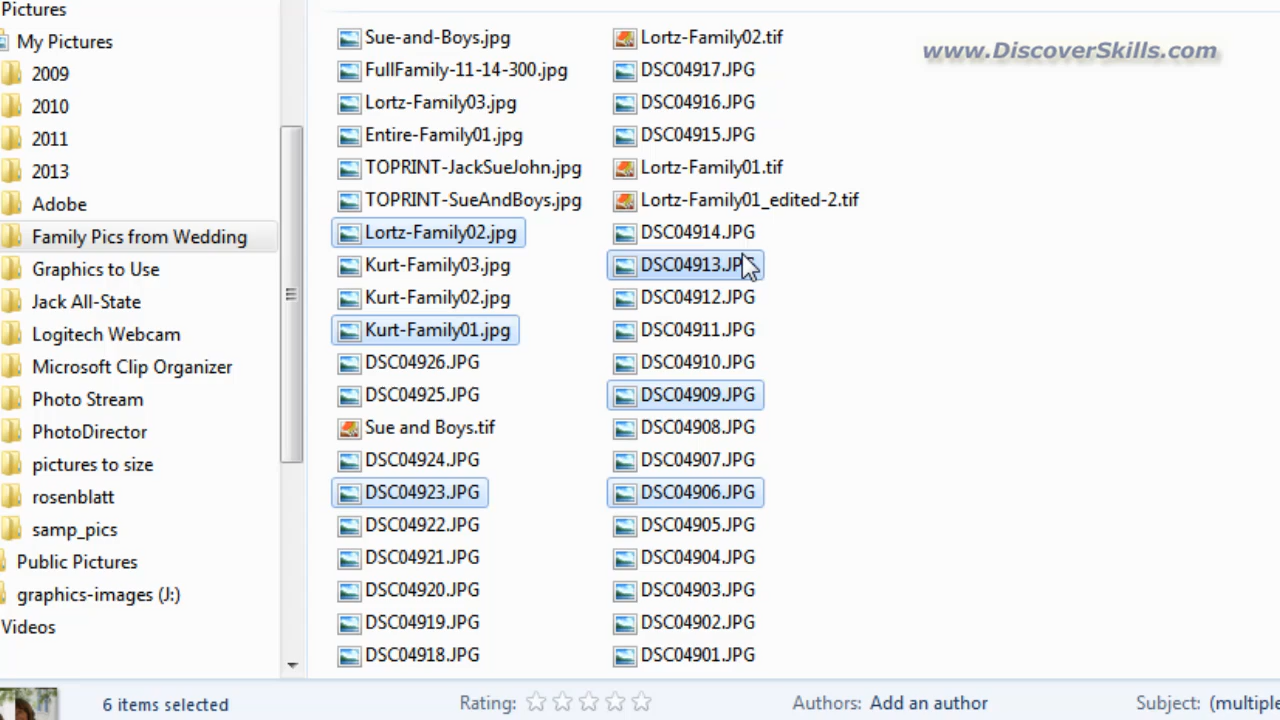 Pictures
My Pictures
2009
2010
2011
2013
Adobe
Family Pics from Wedding
Graphics to Use
Jack All-State
Logitech Webcam
Microsoft Clip Organizer
Photo Stream
PhotoDirector
pictures to size
rosenblatt
samp_pics
Public Pictures
graphics-images (J:)
Videos
Sue-and-Boys.jpg
FullFamily-11-14-300.jpg
Lortz-Family03.jpg
Entire-Family01.jpg
TOPRINT-JackSueJohn.jpg
TOPRINT-SueAndBoys.jpg
Lortz-Family02.jpg
Kurt-Family03.jpg
Kurt-Family02.jpg
Kurt-Family01.jpg
DSC04926.JPG
DSC04925.JPG
Sue and Boys.tif
DSC04924.JPG
DSC04923.JPG
DSC04922.JPG
DSC04921.JPG
DSC04920.JPG
DSC04919.JPG
DSC04918.JPG
Lortz-Family02.tif
DSC04917.JPG
DSC04916.JPG
DSC04915.JPG
Lortz-Family01.tif
Lortz-Family01_edited-2.tif
DSC04914.JPG
DSC04913.JPG
DSC04912.JPG
DSC04911.JPG
DSC04910.JPG
DSC04909.JPG
DSC04908.JPG
DSC04907.JPG
DSC04906.JPG
DSC04905.JPG
DSC04904.JPG
DSC04903.JPG
DSC04902.JPG
DSC04901.JPG
www.DiscoverSkills.com
6 items selected
Rating:
Authors: Add an author
Subject: (multiple